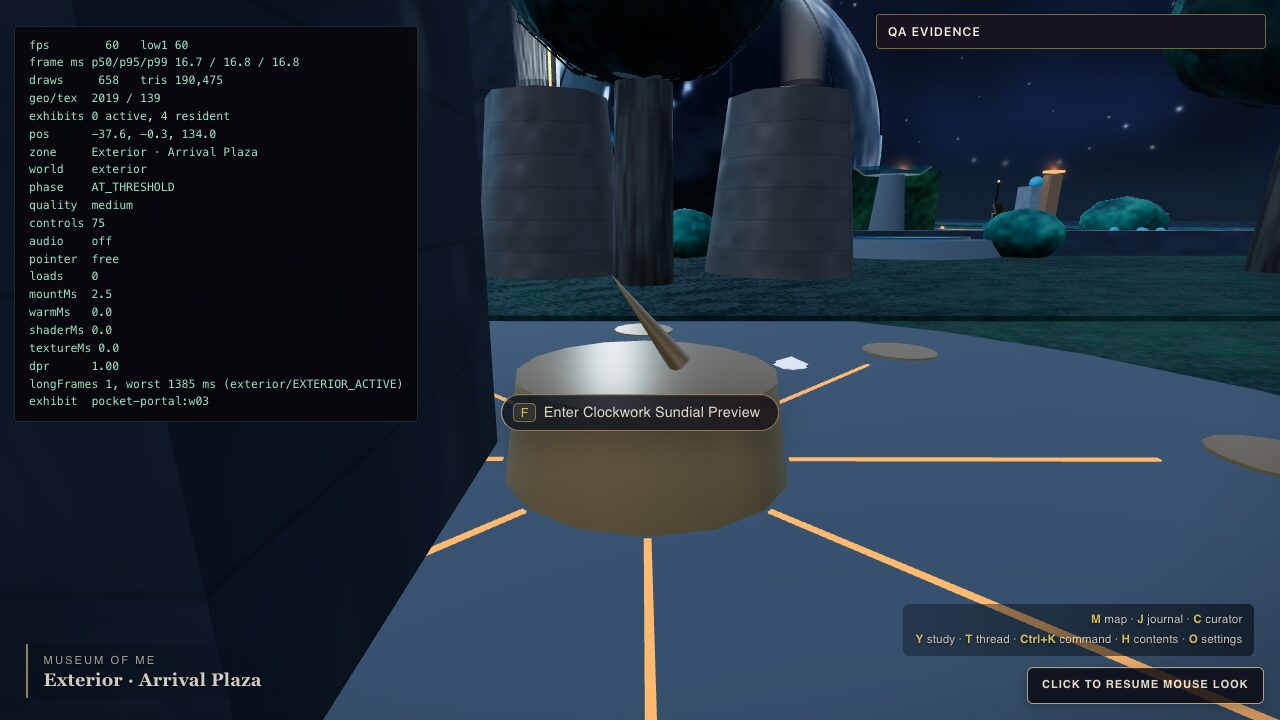 fps 60 low1 60
frame ms p50/p95/p99 16.7 / 16.8 / 16.8
draws 658 tris 190,475
geo/tex 2019 / 139
exhibits 0 active, 4 resident
pos −37.6, −0.3, 134.0
zone Exterior · Arrival Plaza
world exterior
phase AT_THRESHOLD
quality medium
controls 75
audio off
pointer free
loads 0
mountMs 2.5
warmMs 0.0
shaderMs 0.0
textureMs 0.0
dpr 1.00
longFrames 1, worst 1385 ms (exterior/EXTERIOR_ACTIVE)
exhibit pocket-portal:w03
QA EVIDENCE
F Enter Clockwork Sundial Preview
M map · J journal · C curator
Y study · T thread · Ctrl+K command · H contents · O settings
MUSEUM OF ME
Exterior · Arrival Plaza
CLICK TO RESUME MOUSE LOOK